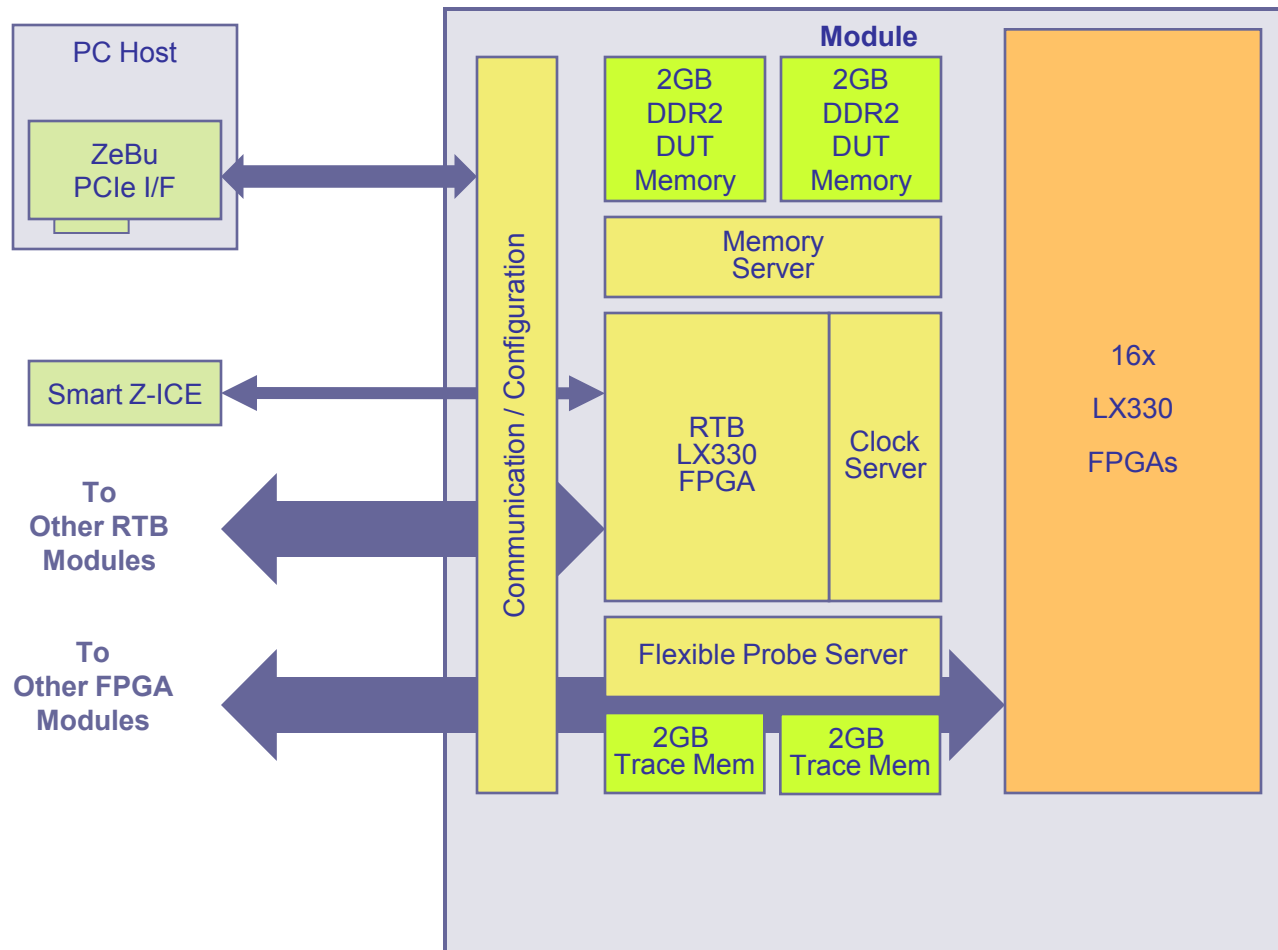 PC Host
ZeBu
PCIe I/F
Smart Z-ICE
To
Other RTB
Modules
To
Other FPGA
Modules
Communication / Configuration
Module
2GB
DDR2
DUT
Memory
2GB
DDR2
DUT
Memory
Memory
Server
RTB
LX330
FPGA
Clock
Server
Flexible Probe Server
2GB
Trace Mem
2GB
Trace Mem
16x
LX330
FPGAs